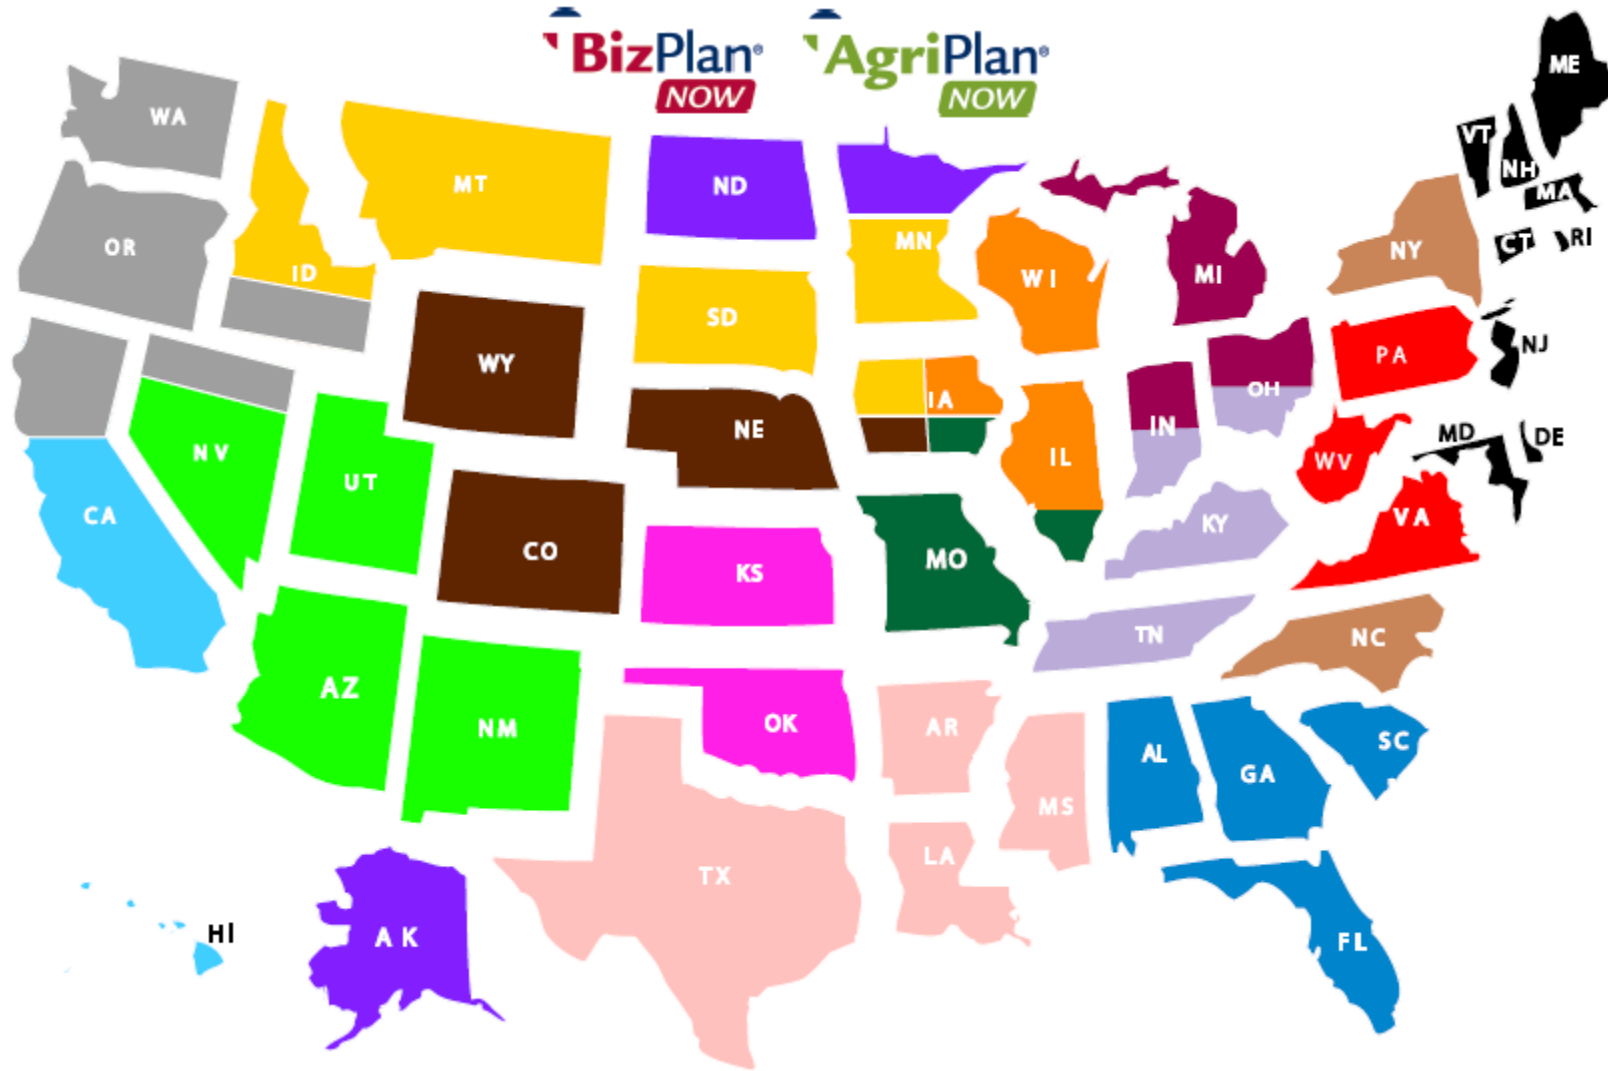 BizPlan®
NOW
AgriPlan®
NOW
WA
OR
CA
ID
NV
MT
WY
UT
CO
AZ
NM
ND
SD
NE
KS
OK
TX
MN
IA
MO
AR
LA
WI
IL
MS
MI
IN
OH
KY
TN
AL
GA
FL
SC
NC
VA
WV
PA
NY
VT
NH
ME
MA
CT
RI
NJ
MD
DE
HI
AK